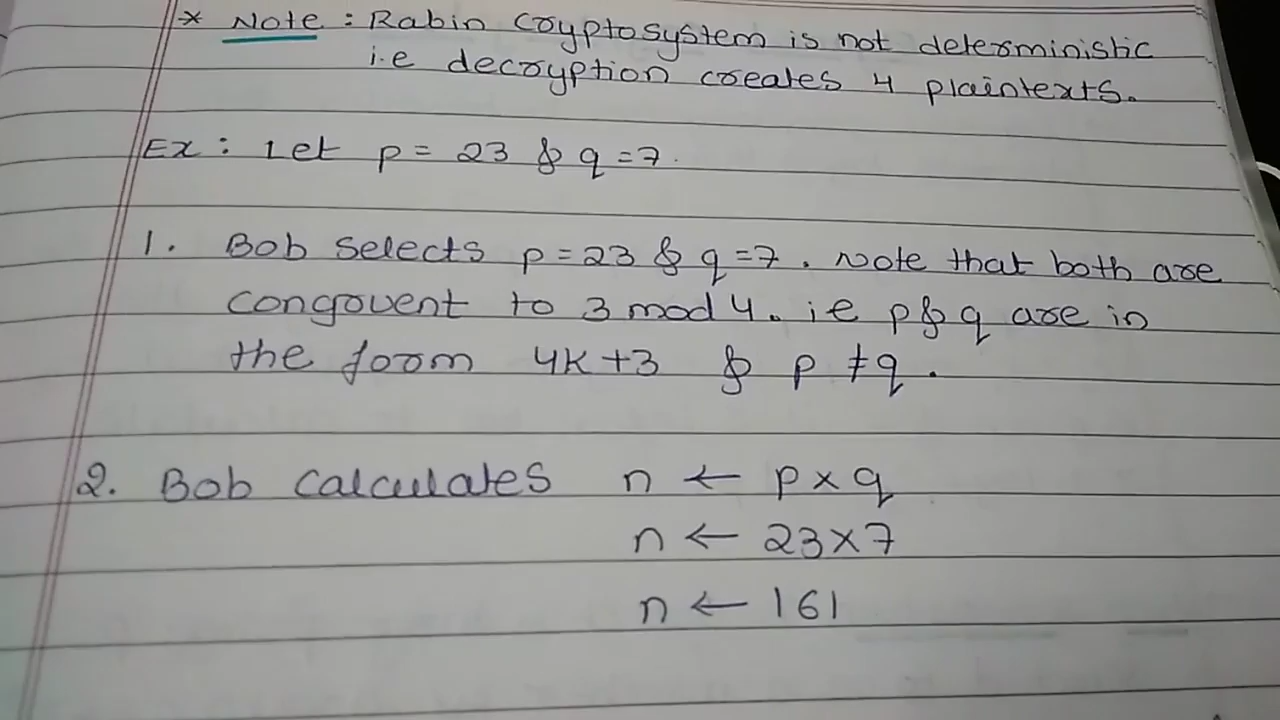 * Note : Rabin Cryptosystem is not deterministic
i.e decryption creates 4 plaintexts.
Ex : Let p = 23 & q = 7.
1. Bob selects p = 23 & q = 7. Note that both are
congruent to 3 mod 4. ie p & q are in
the form 4K + 3 & p ≠ q.
2. Bob calculates n ← p × q
n ← 23 × 7
n ← 161